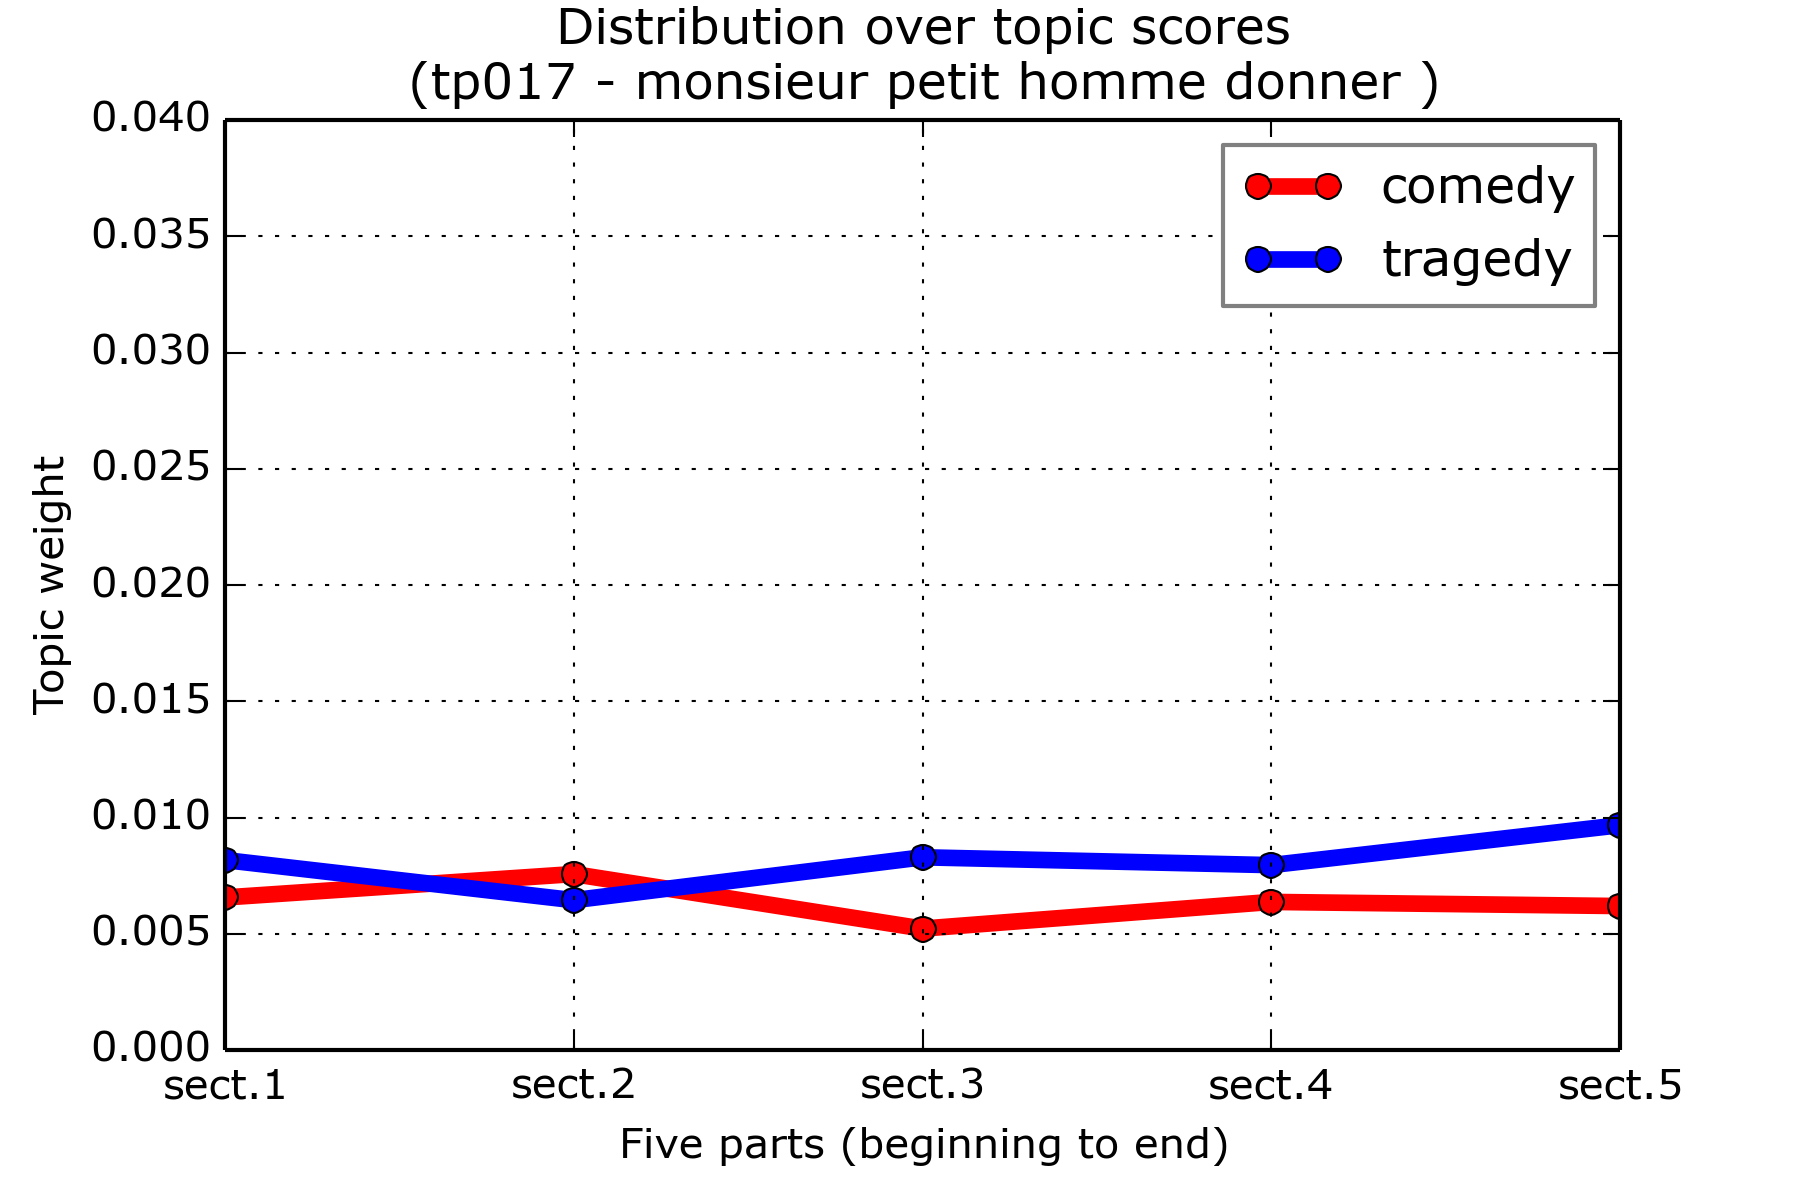 Distribution over topic scores
(tp017 - monsieur petit homme donner )
0.040
0.035
0.030
0.025
0.020
0.015
0.010
0.005
0.000
Topic weight
comedy
tragedy
sect.1 sect.2 sect.3 sect.4 sect.5
Five parts (beginning to end)